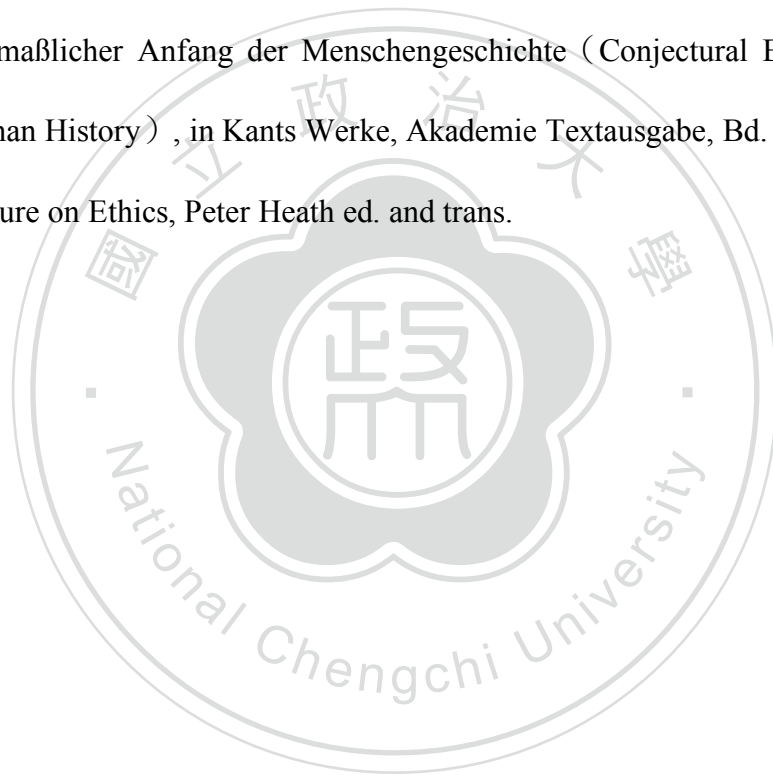 maßlicher Anfang der Menschengeschichte（Conjectural
nan History）, in Kants Werke, Akademie Textausgabe, Bd.
ure on Ethics, Peter Heath ed. and trans.
國立政治大學
政
National Chengchi University